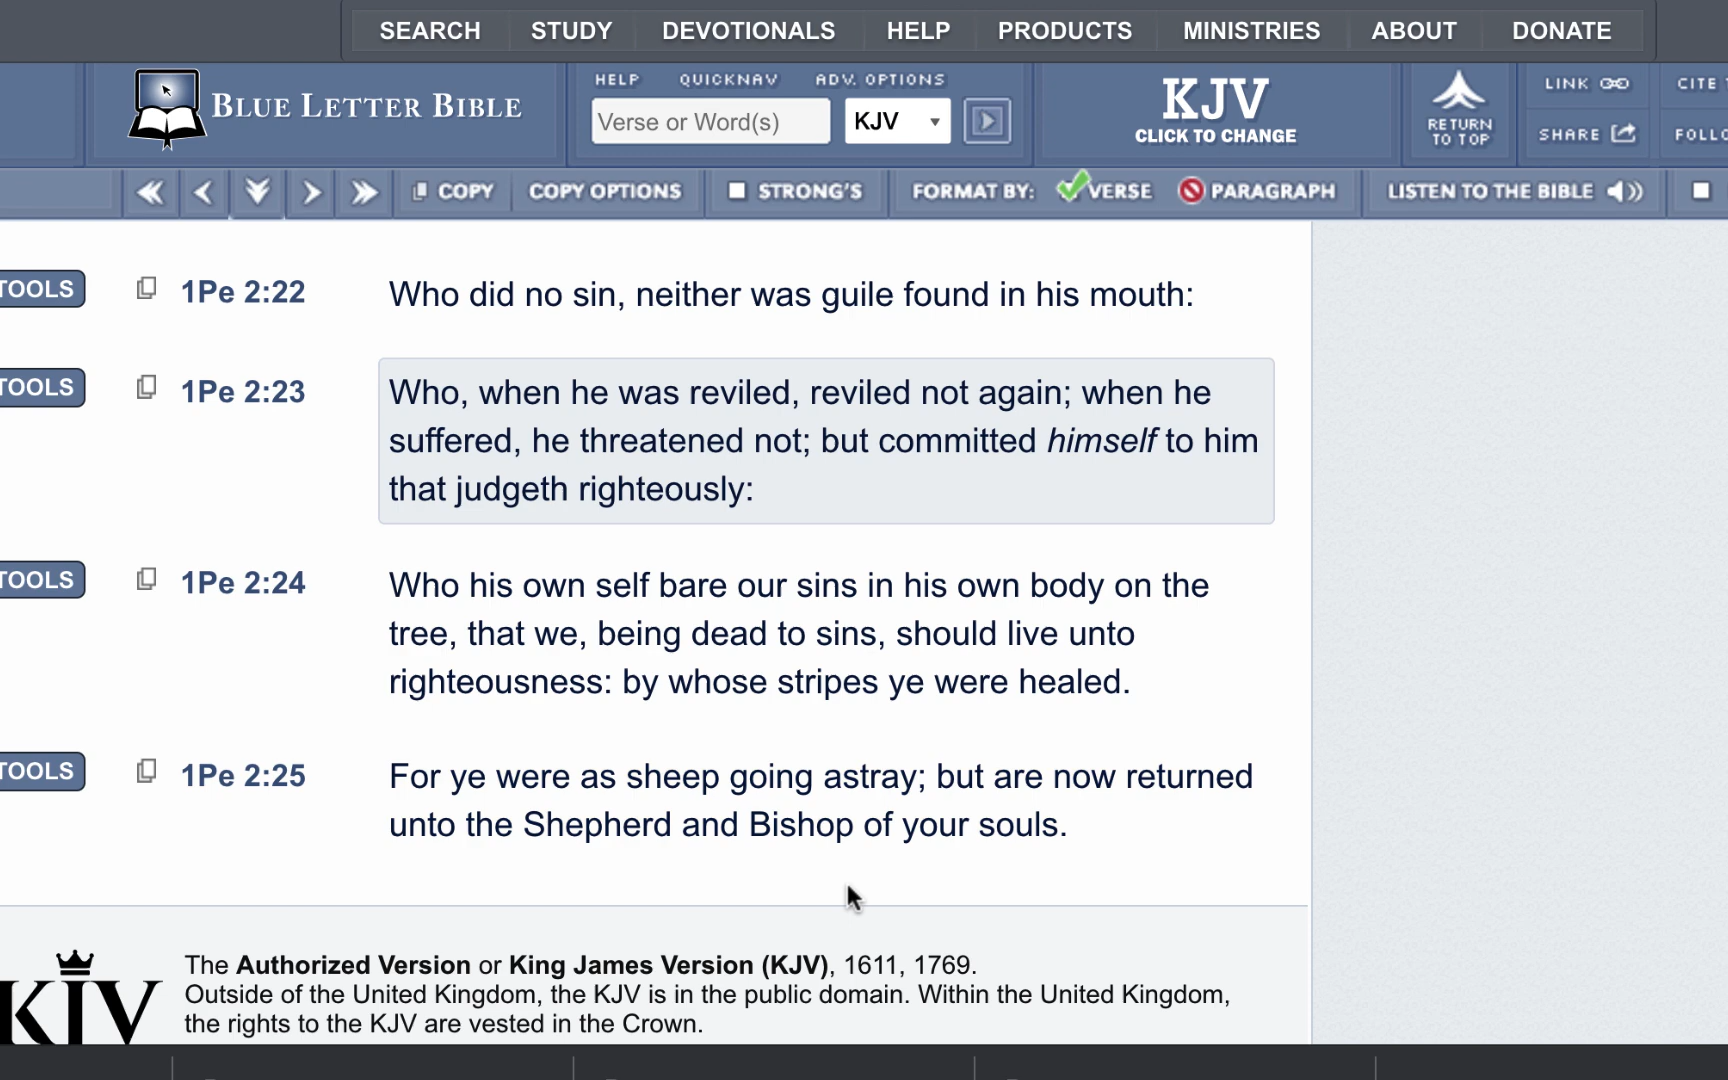 SEARCH STUDY DEVOTIONALS HELP PRODUCTS MINISTRIES ABOUT DONATE
BLUE LETTER BIBLE
HELP QUICKNAV ADV. OPTIONS
Verse or Word(s) KJV
KJV
CLICK TO CHANGE
RETURN
TO TOP
LINK
SHARE
CITE
COPY COPY OPTIONS STRONG'S FORMAT BY: VERSE PARAGRAPH LISTEN TO THE BIBLE
TOOLS 1Pe 2:22 Who did no sin, neither was guile found in his mouth:
TOOLS 1Pe 2:23 Who, when he was reviled, reviled not again; when he
suffered, he threatened not; but committed himself to him
that judgeth righteously:
TOOLS 1Pe 2:24 Who his own self bare our sins in his own body on the
tree, that we, being dead to sins, should live unto
righteousness: by whose stripes ye were healed.
TOOLS 1Pe 2:25 For ye were as sheep going astray; but are now returned
unto the Shepherd and Bishop of your souls.
KJV
The Authorized Version or King James Version (KJV), 1611, 1769.
Outside of the United Kingdom, the KJV is in the public domain. Within the United Kingdom,
the rights to the KJV are vested in the Crown.